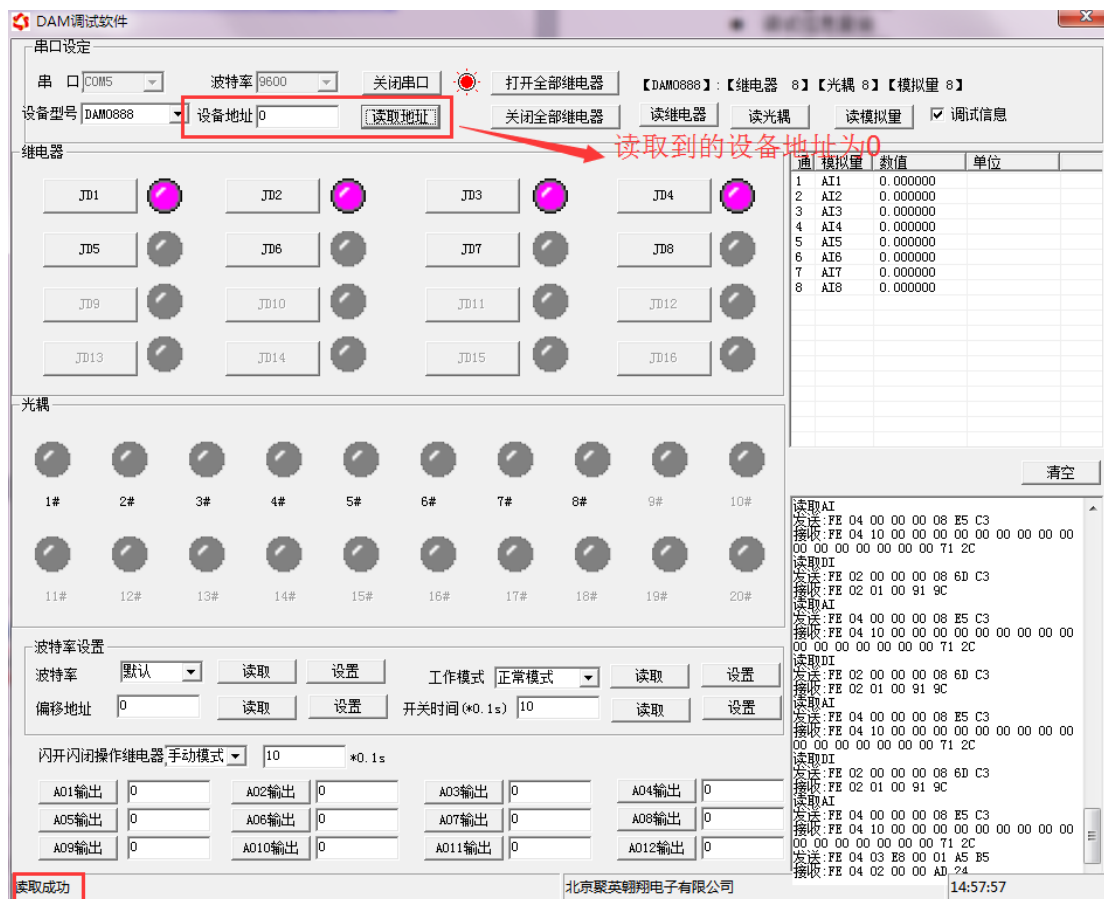 DAM调试软件
串口设定
串 口 COM5 波特率 9600 关闭串口 打开全部继电器 【DAM0888】:【继电器 8】【光耦 8】【模拟量 8】
设备型号 DAM0888 设备地址 0 读取地址 关闭全部继电器 读继电器 读光耦 读模拟量 调试信息
读取到的设备地址为0
继电器
JD1 JD2 JD3 JD4
JD5 JD6 JD7 JD8
JD9 JD10 JD11 JD12
JD13 JD14 JD15 JD16
通 模拟量 数值 单位
1 AI1 0.000000
2 AI2 0.000000
3 AI3 0.000000
4 AI4 0.000000
5 AI5 0.000000
6 AI6 0.000000
7 AI7 0.000000
8 AI8 0.000000
光耦
1# 2# 3# 4# 5# 6# 7# 8# 9# 10#
11# 12# 13# 14# 15# 16# 17# 18# 19# 20#
清空
读取AI
发送:FE 04 00 00 00 08 E5 C3
接收:FE 04 10 00 00 00 00 00 00 00 00 00
00 00 00 00 00 00 00 71 2C
读取DI
发送:FE 02 00 00 00 08 6D C3
接收:FE 02 01 00 91 9C
读取AI
发送:FE 04 00 00 00 08 E5 C3
接收:FE 04 10 00 00 00 00 00 00 00 00 00
00 00 00 00 00 00 00 71 2C
读取DI
发送:FE 02 00 00 00 08 6D C3
接收:FE 02 01 00 91 9C
读取AI
发送:FE 04 00 00 00 08 E5 C3
接收:FE 04 10 00 00 00 00 00 00 00 00 00
00 00 00 00 00 00 00 71 2C
读取DI
发送:FE 02 00 00 00 08 6D C3
接收:FE 02 01 00 91 9C
读取AI
发送:FE 04 00 00 00 08 E5 C3
接收:FE 04 10 00 00 00 00 00 00 00 00 00
00 00 00 00 00 00 00 71 2C
发送:FE 04 03 E8 00 01 A5 B5
接收:FE 04 02 00 00 AD 24
波特率设置
波特率 默认 读取 设置 工作模式 正常模式 读取 设置
偏移地址 0 读取 设置 开关时间(*0.1s) 10 读取 设置
闪开闪闭操作继电器 手动模式 10 *0.1s
AO1输出 0 AO2输出 0 AO3输出 0 AO4输出 0
AO5输出 0 AO6输出 0 AO7输出 0 AO8输出 0
AO9输出 0 AO10输出 0 AO11输出 0 AO12输出 0
读取成功 北京聚英翱翔电子有限公司 14:57:57